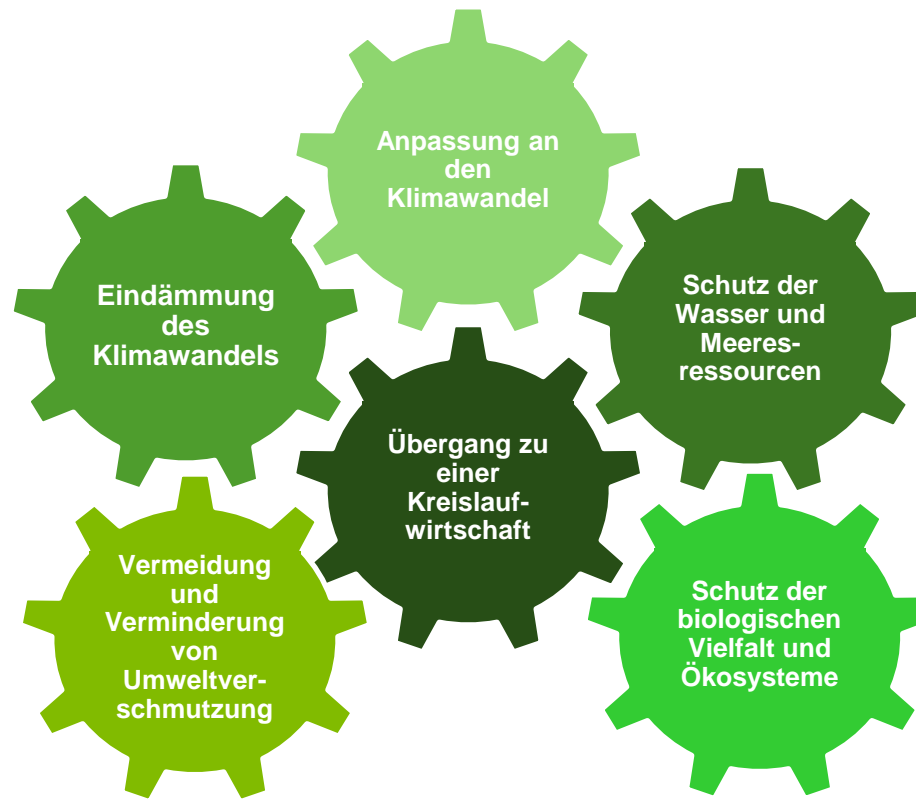 Anpassung an
den
Klimawandel
Eindämmung
des
Klimawandels
Schutz der
Wasser und
Meeres-
ressourcen
Übergang zu
einer
Kreislauf-
wirtschaft
Vermeidung
und
Verminderung
von
Umweltver-
schmutzung
Schutz der
biologischen
Vielfalt und
Ökosysteme